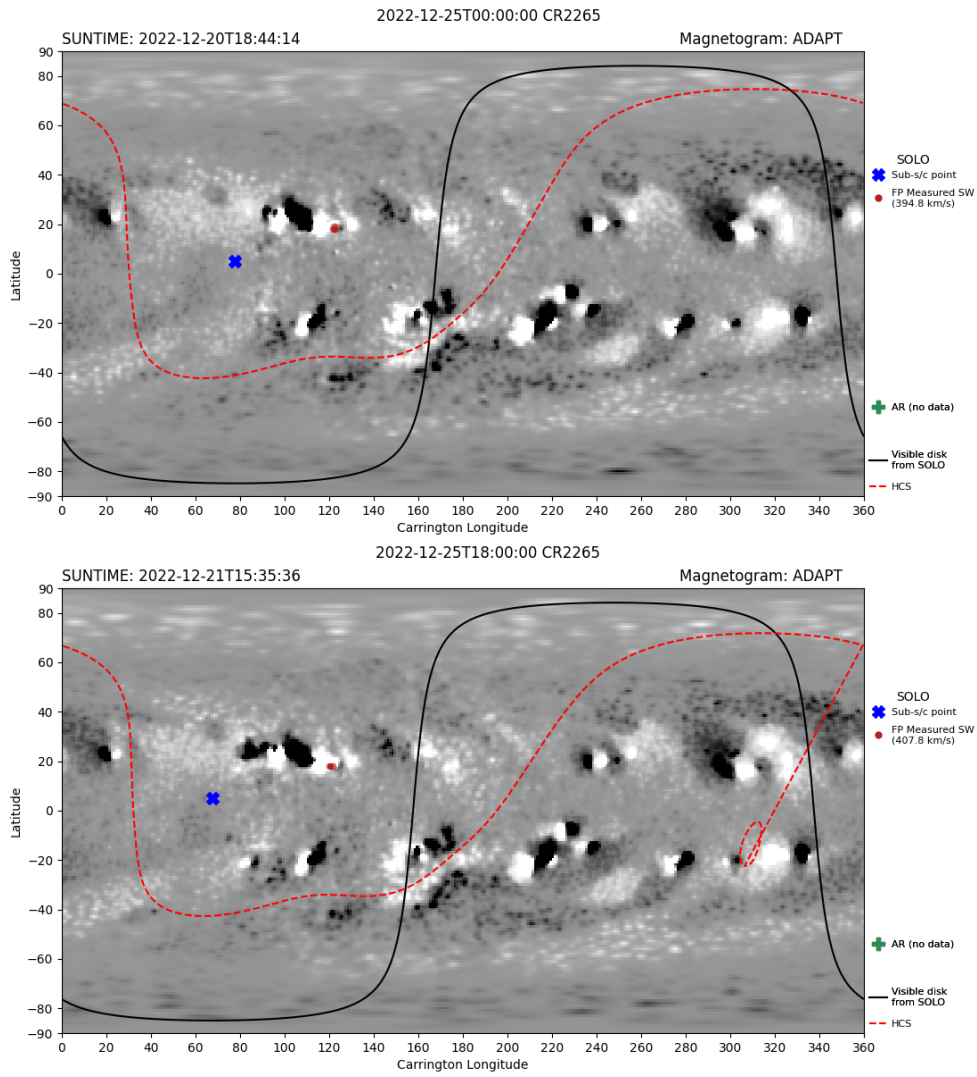 2022-12-25T00:00:00 CR2265
SUNTIME: 2022-12-20T18:44:14 Magnetogram: ADAPT
90
80
60
40
20
0
−20
−40
−60
−80
−90
Latitude
0 20 40 60 80 100 120 140 160 180 200 220 240 260 280 300 320 340 360
Carrington Longitude
SOLO
Sub-s/c point
FP Measured SW
(394.8 km/s)
AR (no data)
Visible disk
from SOLO
HCS
2022-12-25T18:00:00 CR2265
SUNTIME: 2022-12-21T15:35:36 Magnetogram: ADAPT
90
80
60
40
20
0
−20
−40
−60
−80
−90
Latitude
0 20 40 60 80 100 120 140 160 180 200 220 240 260 280 300 320 340 360
Carrington Longitude
SOLO
Sub-s/c point
FP Measured SW
(407.8 km/s)
AR (no data)
Visible disk
from SOLO
HCS